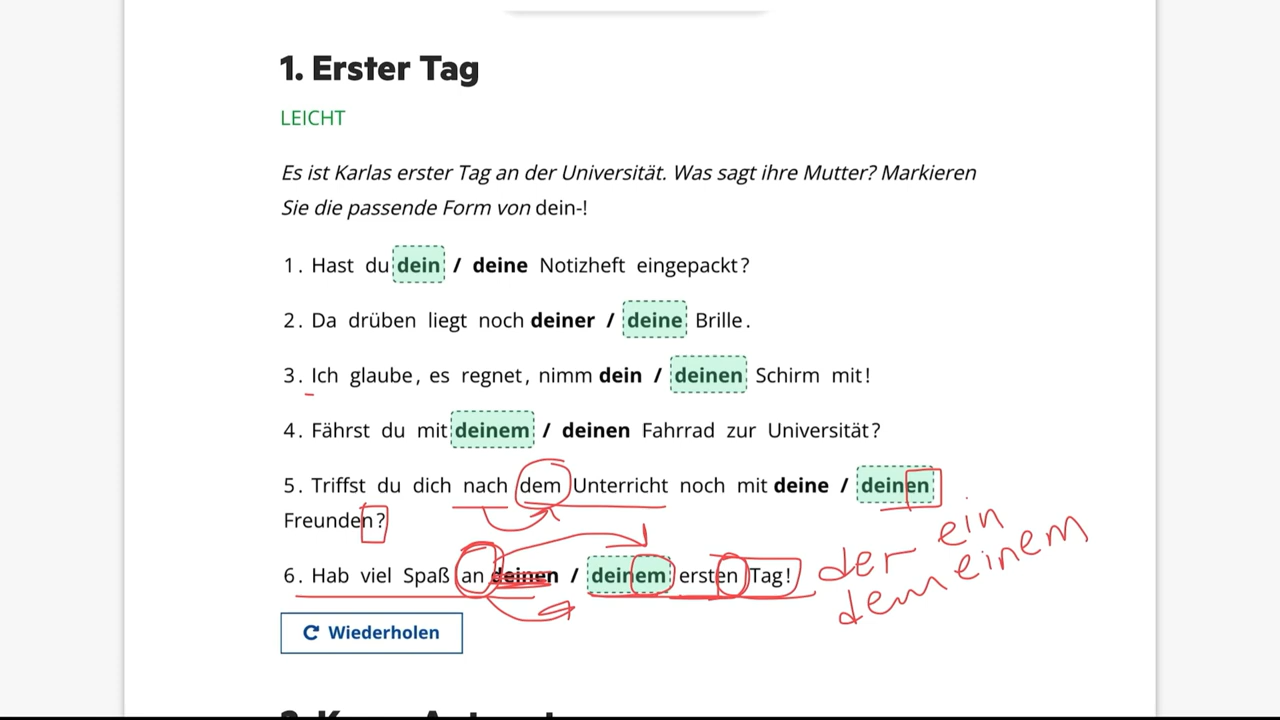 1. Erster Tag
LEICHT
Es ist Karlas erster Tag an der Universität. Was sagt ihre Mutter? Markieren
Sie die passende Form von dein-!
1. Hast du dein / deine Notizheft eingepackt?
2. Da drüben liegt noch deiner / deine Brille.
3. Ich glaube, es regnet, nimm dein / deinen Schirm mit!
4. Fährst du mit deinem / deinen Fahrrad zur Universität?
5. Triffst du dich nach dem Unterricht noch mit deine / deinen
Freunden?
6. Hab viel Spaß an deinen / deinem ersten Tag!
der ein
dem einem
Wiederholen